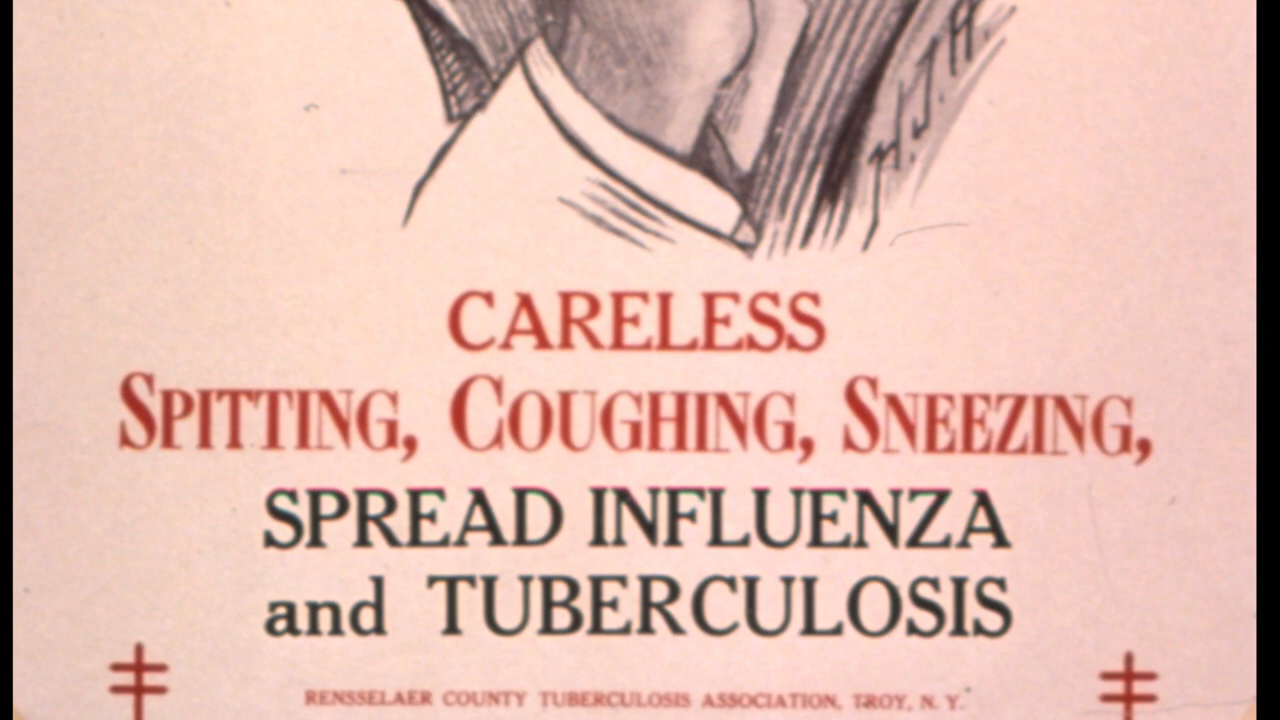 H.J.A.
CARELESS
SPITTING, COUGHING, SNEEZING,
SPREAD INFLUENZA
and TUBERCULOSIS
RENSSELAER COUNTY TUBERCULOSIS ASSOCIATION, TROY, N. Y.